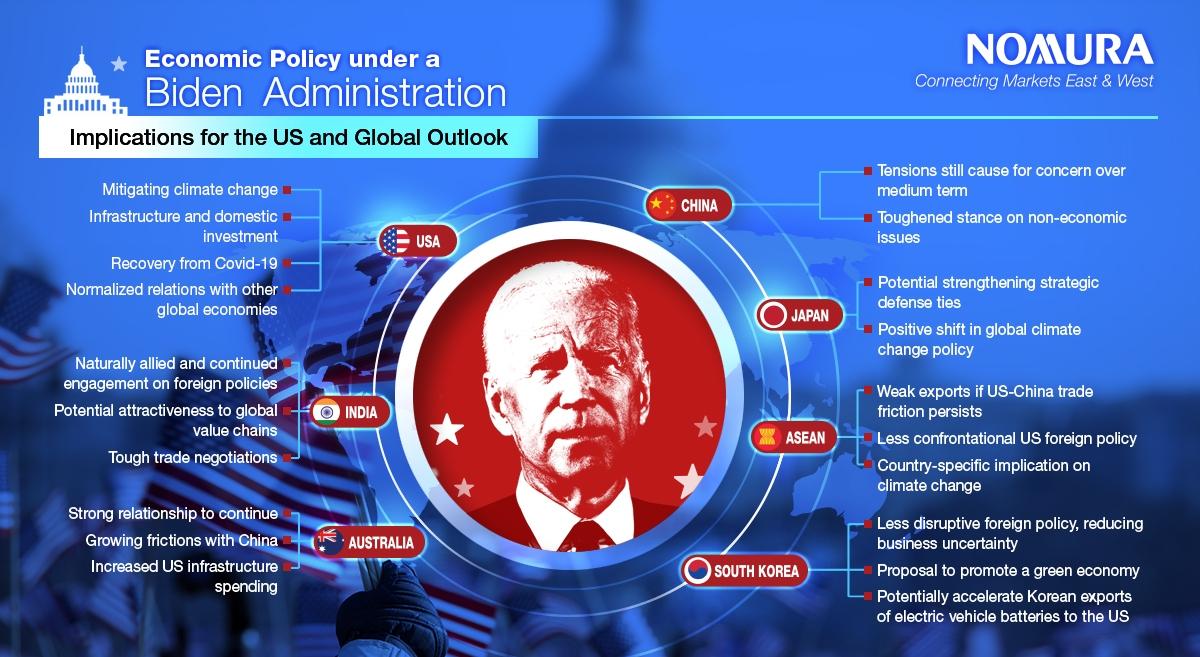 Economic Policy under a
Biden Administration
NOMURA
Connecting Markets East & West
Implications for the US and Global Outlook
USA
Mitigating climate change
Infrastructure and domestic
investment
Recovery from Covid-19
Normalized relations with other
global economies
INDIA
Naturally allied and continued
engagement on foreign policies
Potential attractiveness to global
value chains
Tough trade negotiations
AUSTRALIA
Strong relationship to continue
Growing frictions with China
Increased US infrastructure
spending
CHINA
Tensions still cause for concern over
medium term
Toughened stance on non-economic
issues
JAPAN
Potential strengthening strategic
defense ties
Positive shift in global climate
change policy
ASEAN
Weak exports if US-China trade
friction persists
Less confrontational US foreign policy
Country-specific implication on
climate change
SOUTH KOREA
Less disruptive foreign policy, reducing
business uncertainty
Proposal to promote a green economy
Potentially accelerate Korean exports
of electric vehicle batteries to the US